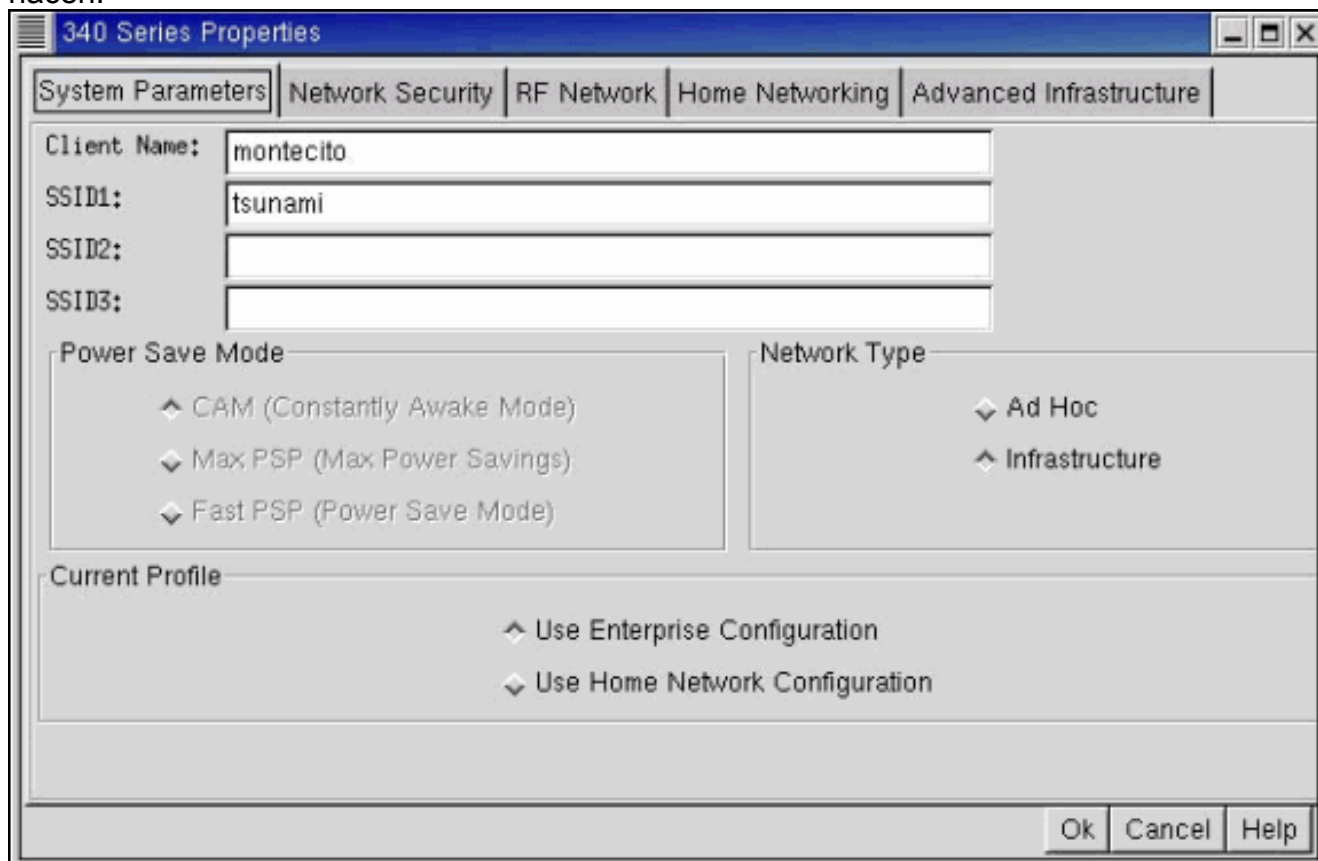 340 Series Properties
System Parameters Network Security RF Network Home Networking Advanced Infrastructure
Client Name: montecito
SSID1: tsunami
SSID2:
SSID3:
Power Save Mode
CAM (Constantly Awake Mode)
Max PSP (Max Power Savings)
Fast PSP (Power Save Mode)
Network Type
Ad Hoc
Infrastructure
Current Profile
Use Enterprise Configuration
Use Home Network Configuration
Ok Cancel Help